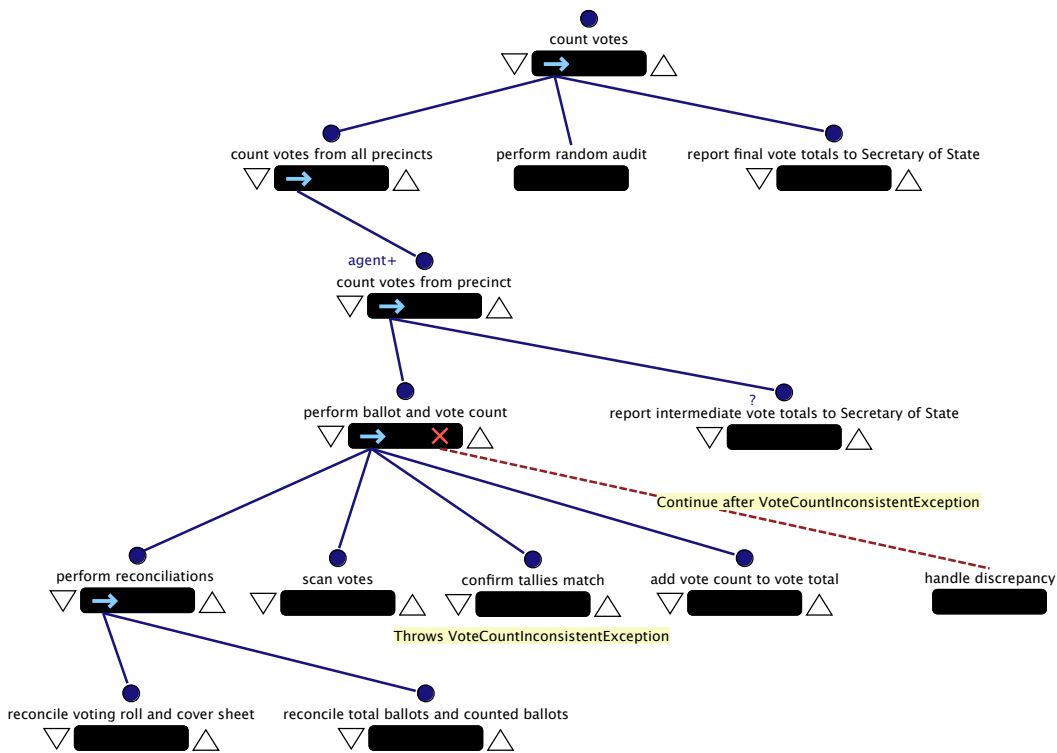 count votes
count votes from all precincts
perform random audit
report final vote totals to Secretary of State
agent+
count votes from precinct
perform ballot and vote count
?
report intermediate vote totals to Secretary of State
Continue after VoteCountInconsistentException
perform reconciliations
scan votes
confirm tallies match
add vote count to vote total
handle discrepancy
Throws VoteCountInconsistentException
reconcile voting roll and cover sheet
reconcile total ballots and counted ballots